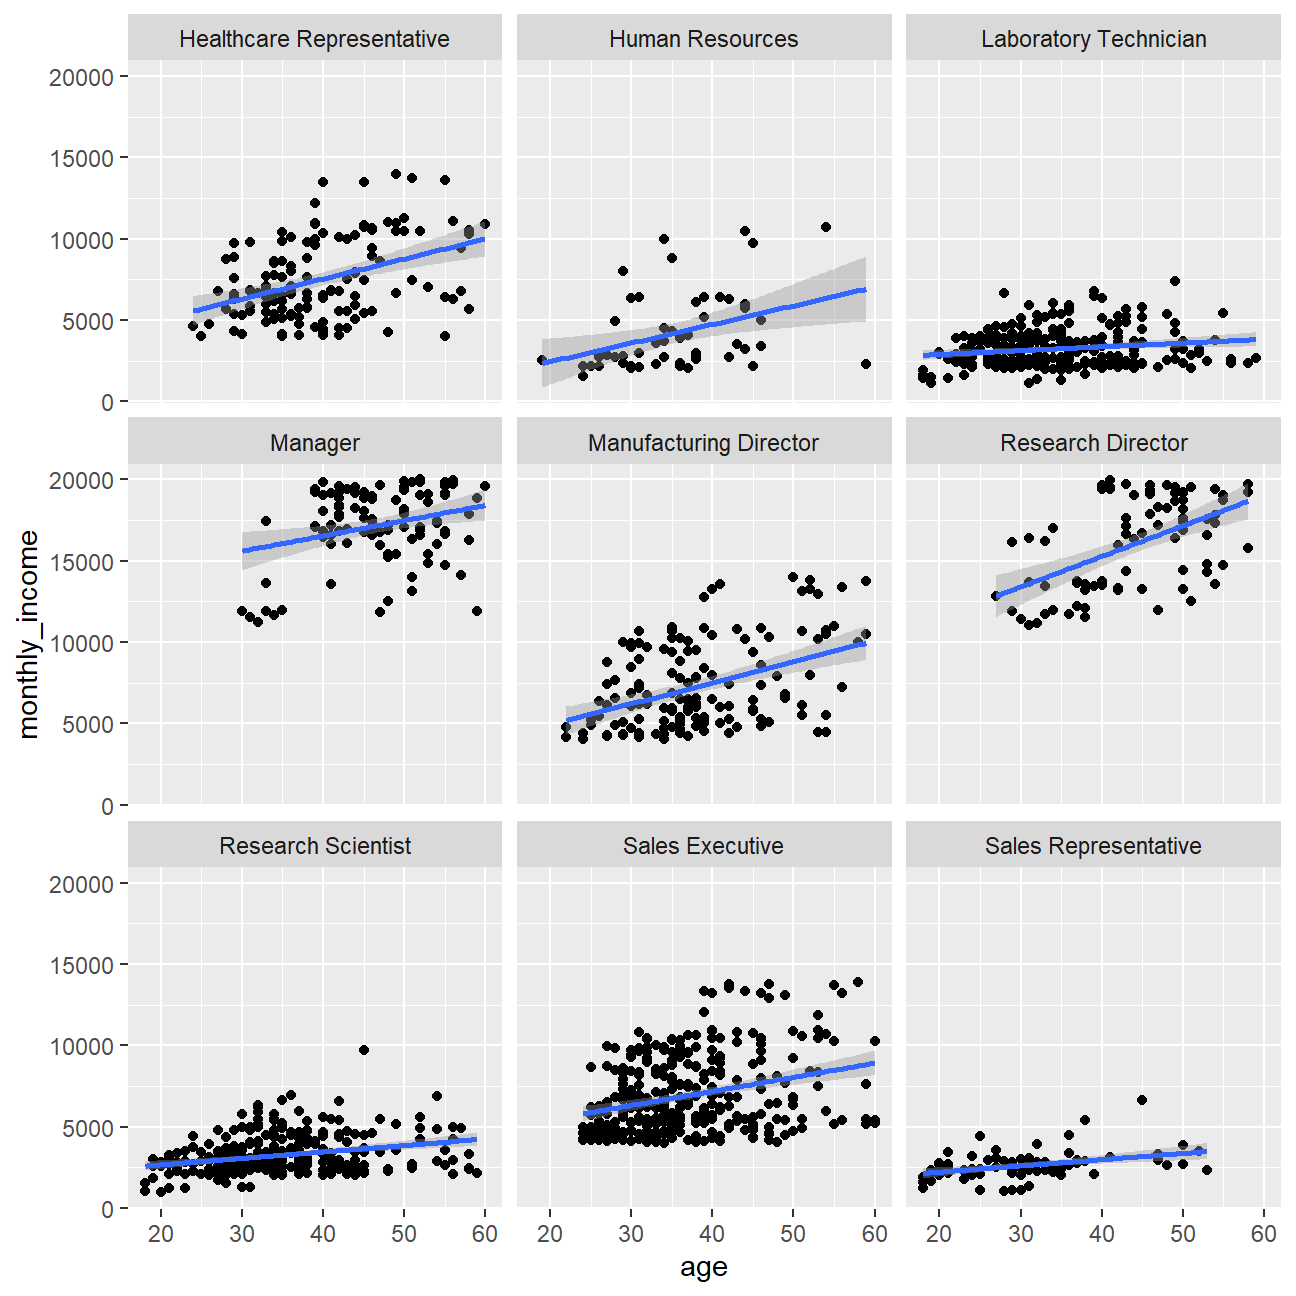 Healthcare Representative
Human Resources
Laboratory Technician
20000
15000
10000
5000
0
Manager
Manufacturing Director
Research Director
20000
15000
10000
5000
0
monthly_income
Research Scientist
Sales Executive
Sales Representative
20000
15000
10000
5000
0
20 30 40 50 60
20 30 40 50 60
20 30 40 50 60
age